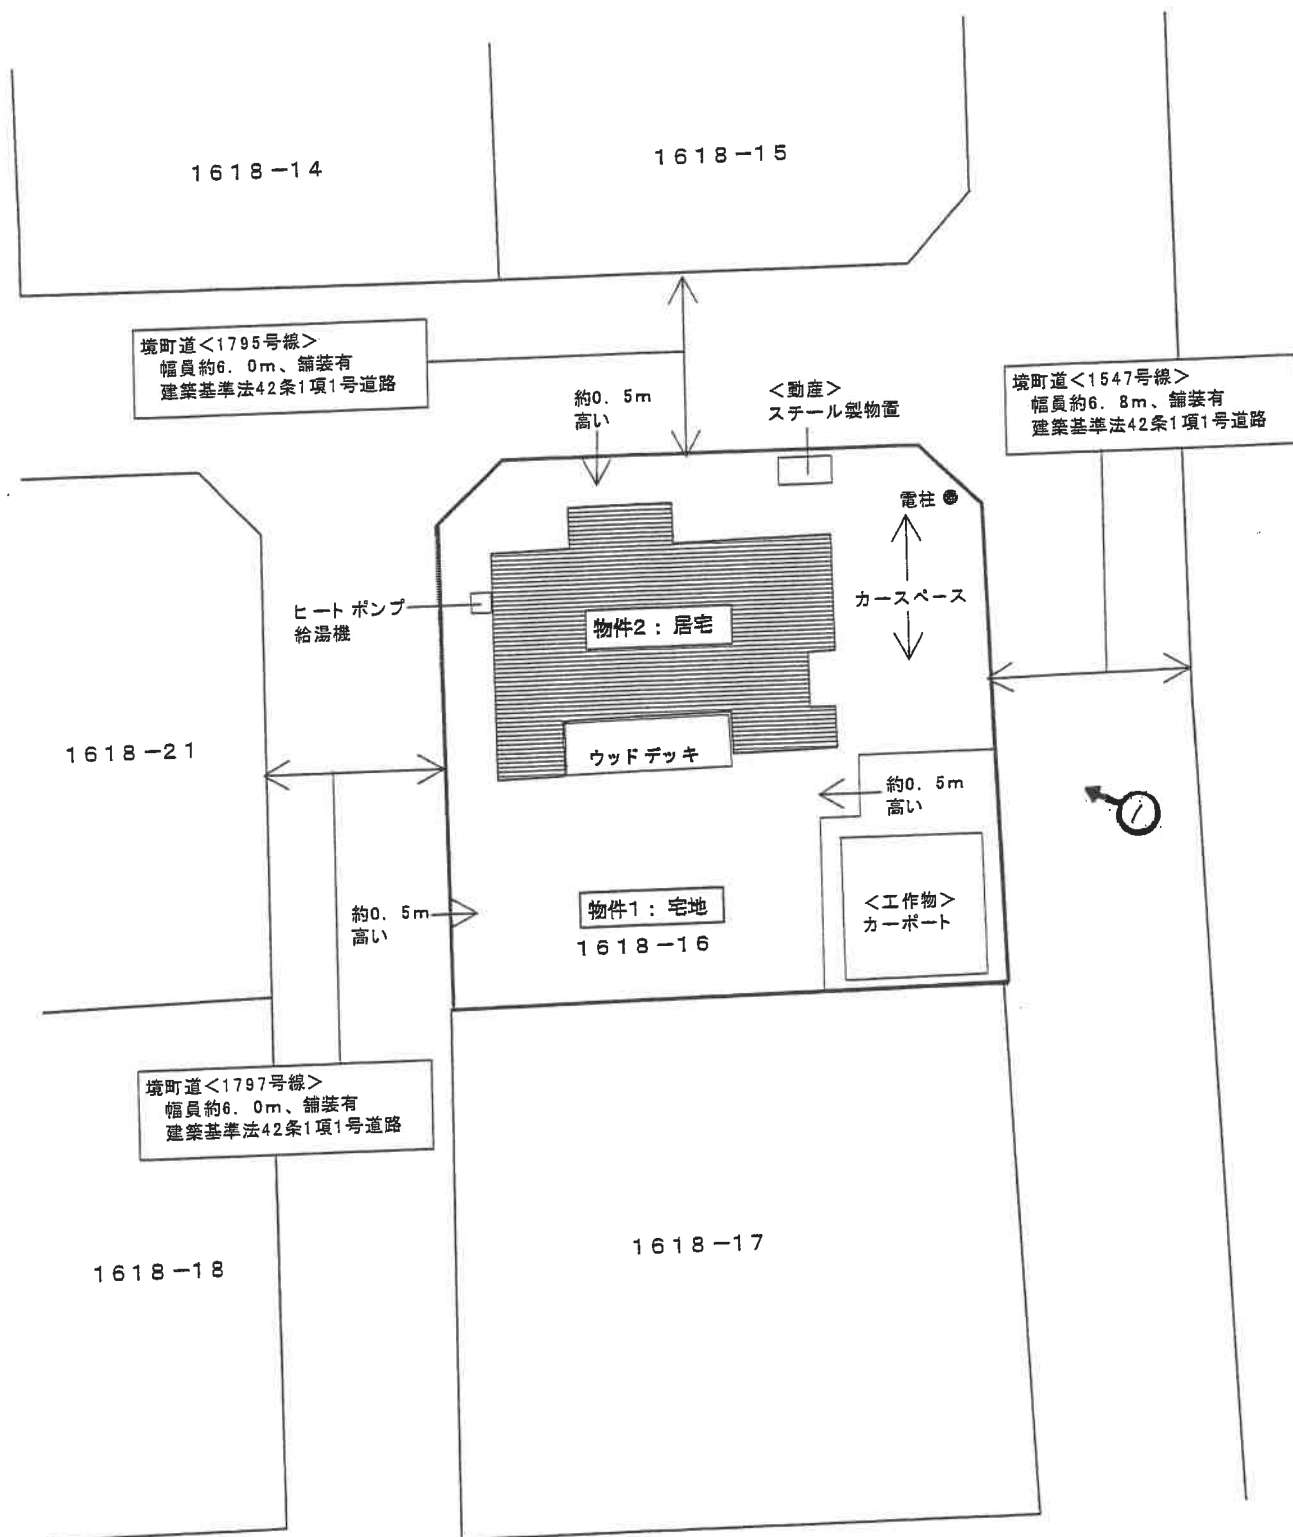 1618-14
1618-15
境町道<1795号線>
幅員約6.0m、舗装有
建築基準法42条1項1号道路
約0.5m
高い
<動産>
スチール製物置
境町道<1547号線>
幅員約6.8m、舗装有
建築基準法42条1項1号道路
電柱
カースペース
ヒートポンプ
給湯機
物件2:居宅
1618-21
ウッドデッキ
約0.5m
高い
約0.5m
高い
物件1:宅地
1618-16
<工作物>
カーポート
境町道<1797号線>
幅員約6.0m、舗装有
建築基準法42条1項1号道路
1618-18
1618-17